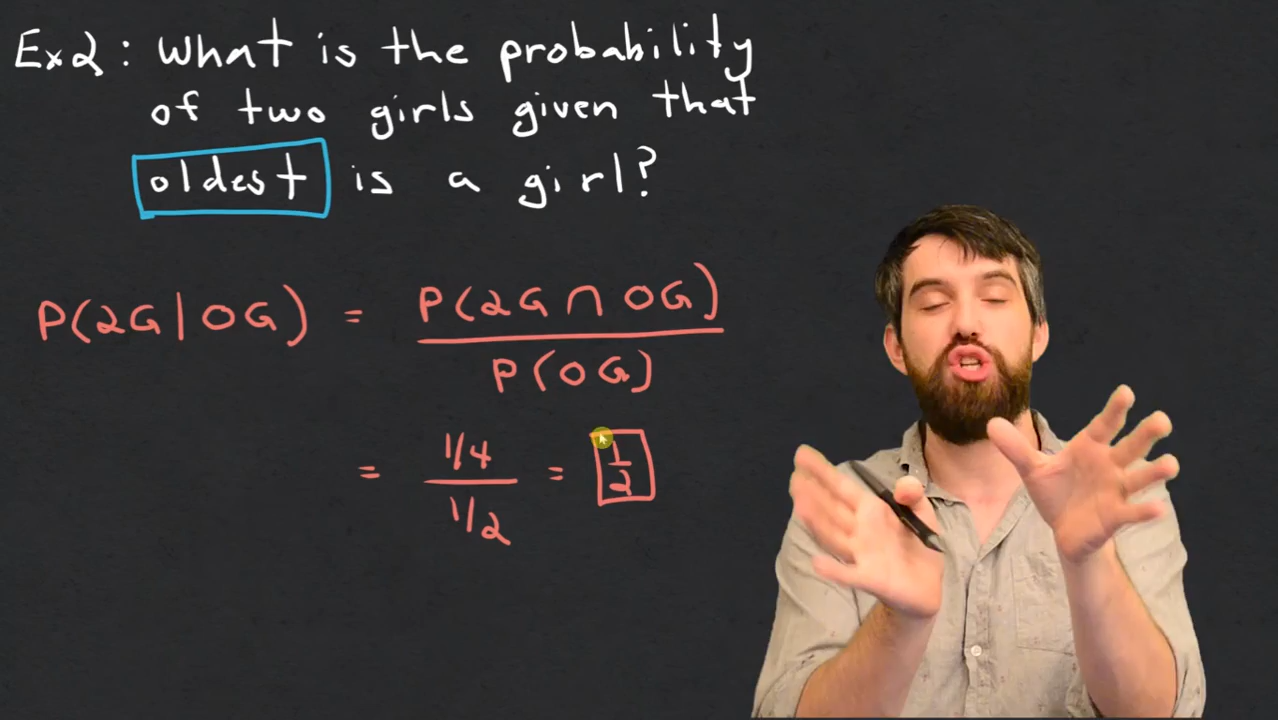 Ex2: What is the probability
of two girls given that
oldest is a girl?
P(2G | OG) = P(2G ∩ OG)
P(OG)
= 1/4 = 1
1/2 2